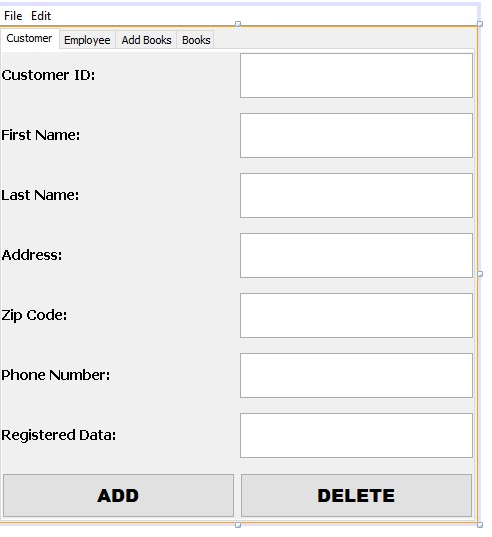 File Edit
Customer Employee Add Books Books
Customer ID:
First Name:
Last Name:
Address:
Zip Code:
Phone Number:
Registered Data:
ADD DELETE